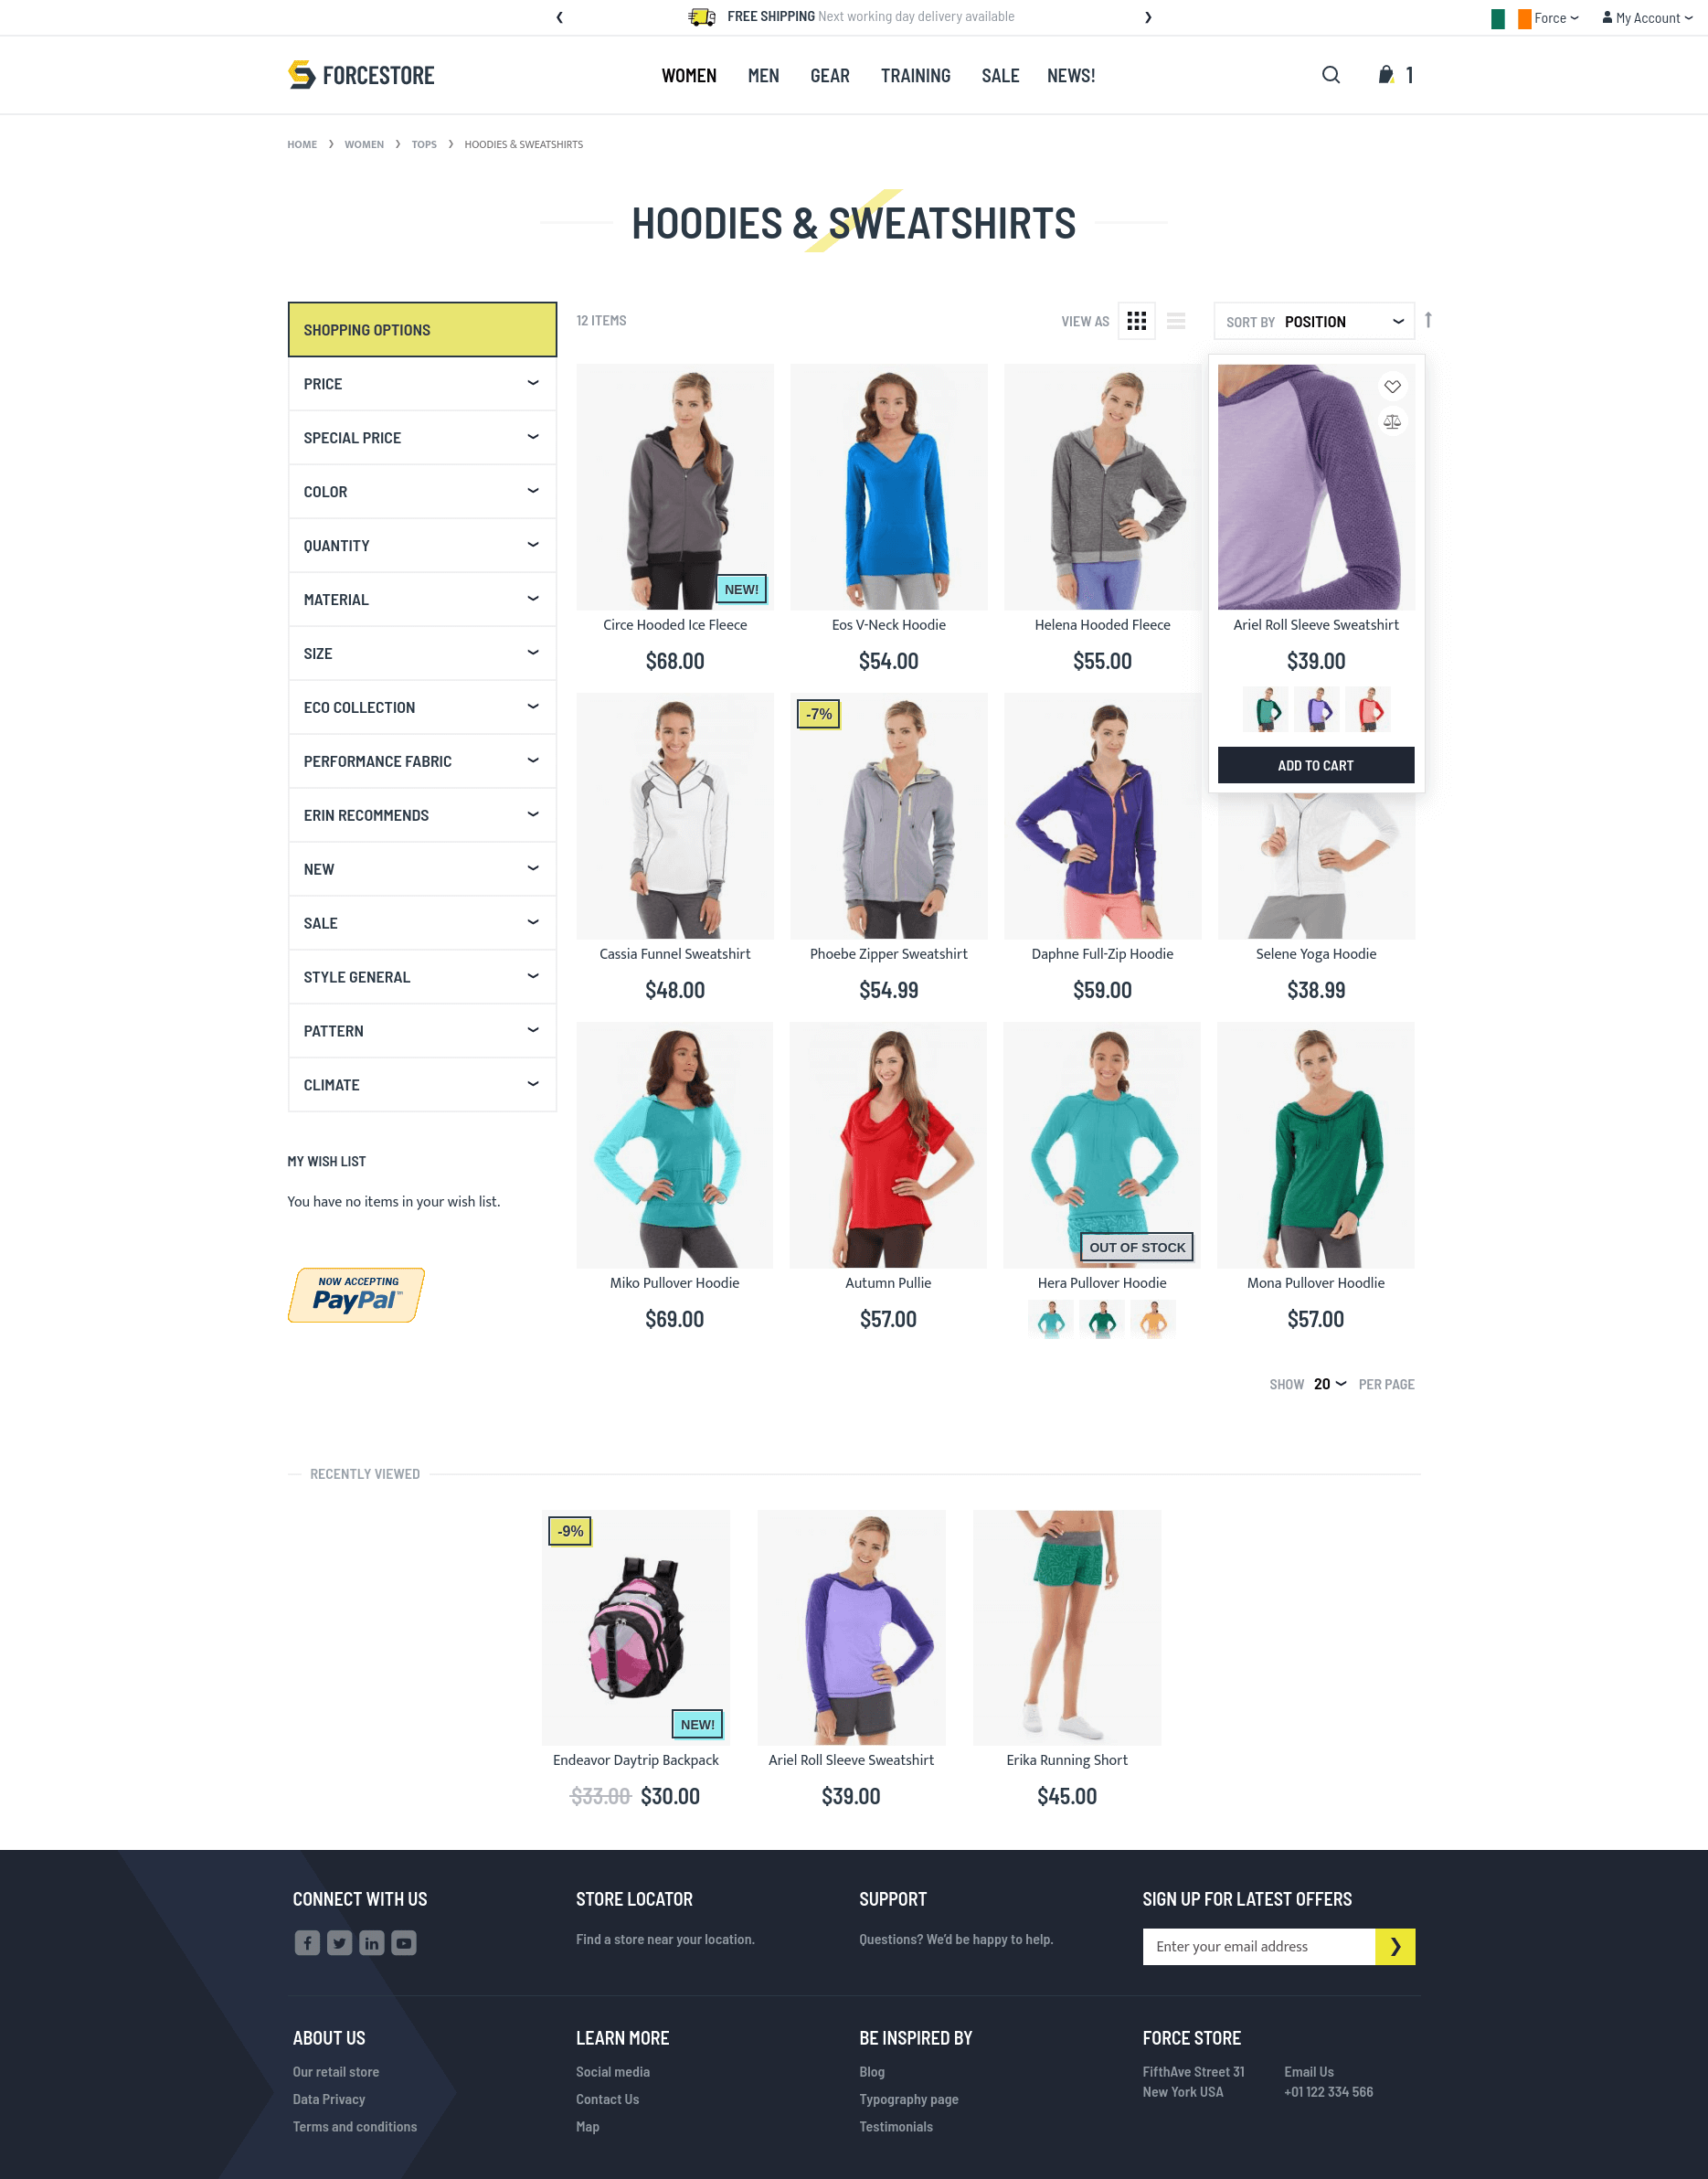 FREE SHIPPING Next working day delivery available
Force
My Account
FORCESTORE
WOMEN MEN GEAR TRAINING SALE NEWS!
1
HOME ❯ WOMEN ❯ TOPS ❯ HOODIES & SWEATSHIRTS
HOODIES & SWEATSHIRTS
SHOPPING OPTIONS
PRICE
SPECIAL PRICE
COLOR
QUANTITY
MATERIAL
SIZE
ECO COLLECTION
PERFORMANCE FABRIC
ERIN RECOMMENDS
NEW
SALE
STYLE GENERAL
PATTERN
CLIMATE
MY WISH LIST
You have no items in your wish list.
NOW ACCEPTING
PayPal
12 ITEMS
VIEW AS
SORT BY POSITION
NEW!
Circe Hooded Ice Fleece
$68.00
Eos V-Neck Hoodie
$54.00
Helena Hooded Fleece
$55.00
Ariel Roll Sleeve Sweatshirt
$39.00
ADD TO CART
Cassia Funnel Sweatshirt
$48.00
-7%
Phoebe Zipper Sweatshirt
$54.99
Daphne Full-Zip Hoodie
$59.00
Selene Yoga Hoodie
$38.99
Miko Pullover Hoodie
$69.00
Autumn Pullie
$57.00
OUT OF STOCK
Hera Pullover Hoodie
Mona Pullover Hoodlie
$57.00
SHOW 20 PER PAGE
RECENTLY VIEWED
-9%
NEW!
Endeavor Daytrip Backpack
$33.00 $30.00
Ariel Roll Sleeve Sweatshirt
$39.00
Erika Running Short
$45.00
CONNECT WITH US
STORE LOCATOR
Find a store near your location.
SUPPORT
Questions? We'd be happy to help.
SIGN UP FOR LATEST OFFERS
Enter your email address
ABOUT US
Our retail store
Data Privacy
Terms and conditions
LEARN MORE
Social media
Contact Us
Map
BE INSPIRED BY
Blog
Typography page
Testimonials
FORCE STORE
FifthAve Street 31
New York USA
Email Us
+01 122 334 566